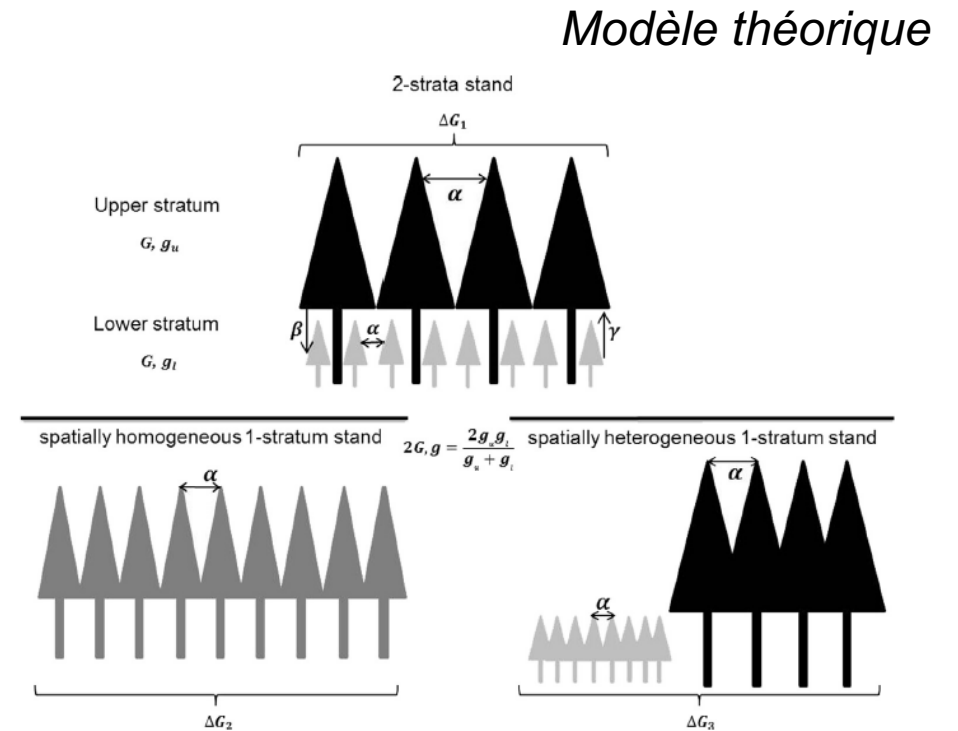 Modèle théorique
2-strata stand
ΔG₁
α
Upper stratum
G, gᵤ
Lower stratum
G, gₗ
β
α
γ
spatially homogeneous 1-stratum stand
2G, g = 2gᵤgₗ / gᵤ + gₗ
spatially heterogeneous 1-stratum stand
α
α
α
ΔG₂
ΔG₃